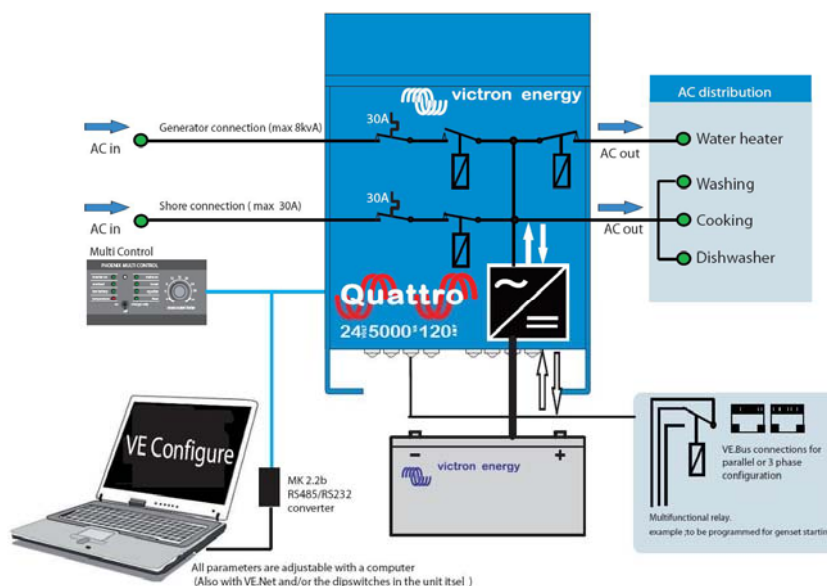 victron energy
AC distribution
Generator connection (max 8kvA)
30A
AC in
AC out
Water heater
Washing
Shore connection ( max 30A)
30A
AC in
AC out
Cooking
Dishwasher
Multi Control
PHOENIX MULTI CONTROL
Quattro
24 5000 120
VE Configure
MK 2.2b
RS485/RS232
converter
victron energy
VE.Bus connections for
parallel or 3 phase
configuration
Multifunctional relay.
example ;to be programmed for genset startin
All parameters are adjustable with a computer
(Also with VE.Net and/or the dipswitches in the unit itsel )